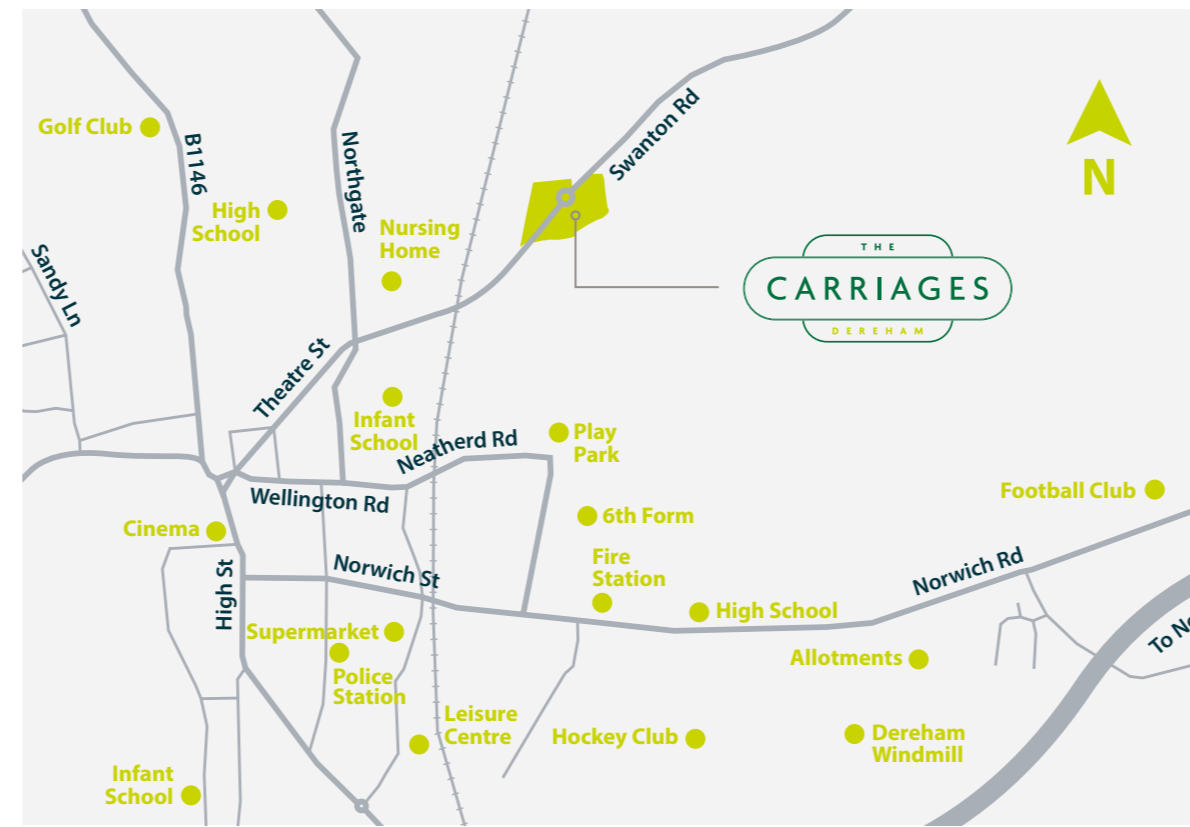 Golf Club
B1146
Northgate
Swanton Rd
N
High
School
Nursing
Home
Sandy Ln
THE
CARRIAGES
DEREHAM
Theatre St
Infant
School
Neatherd Rd
Play
Park
Wellington Rd
Football Club
Cinema
6th Form
High St
Norwich St
Fire
Station
Norwich Rd
High School
Supermarket
Police
Station
Allotments
To
Leisure
Centre
Hockey Club
Dereham
Windmill
Infant
School